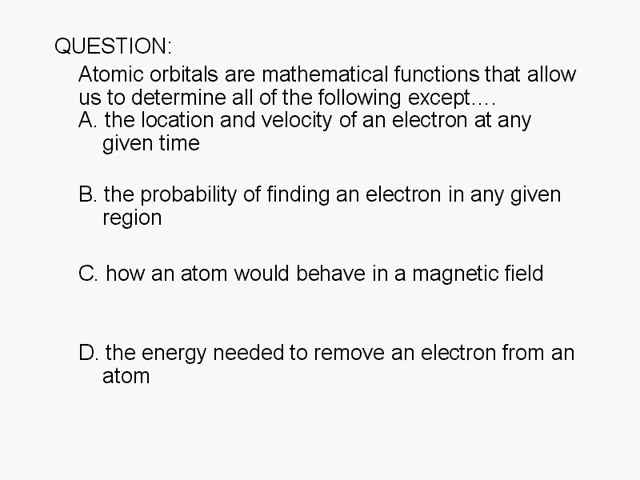 QUESTION:
Atomic orbitals are mathematical functions that allow
us to determine all of the following except....
A. the location and velocity of an electron at any
given time
B. the probability of finding an electron in any given
region
C. how an atom would behave in a magnetic field
D. the energy needed to remove an electron from an
atom